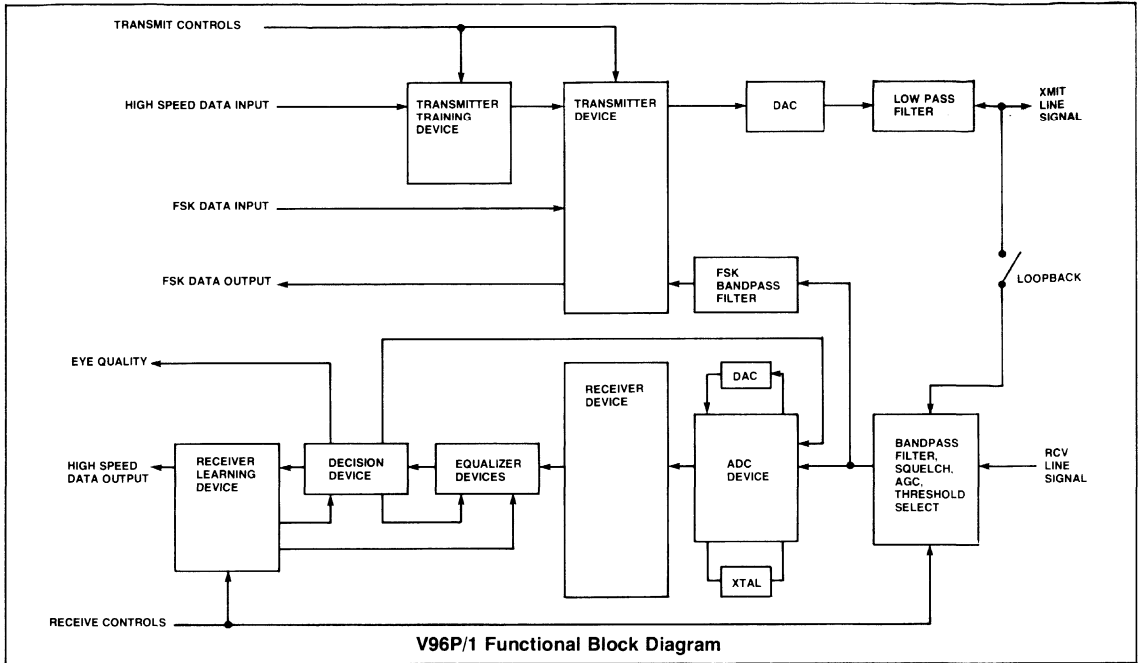 TRANSMIT CONTROLS
HIGH SPEED DATA INPUT
TRANSMITTER
TRAINING
DEVICE
TRANSMITTER
DEVICE
DAC
LOW PASS
FILTER
XMIT
LINE
SIGNAL
FSK DATA INPUT
FSK DATA OUTPUT
FSK
BANDPASS
FILTER
LOOPBACK
EYE QUALITY
HIGH SPEED
DATA OUTPUT
RECEIVER
LEARNING
DEVICE
DECISION
DEVICE
EQUALIZER
DEVICES
RECEIVER
DEVICE
DAC
ADC
DEVICE
XTAL
BANDPASS
FILTER,
SQUELCH,
AGC,
THRESHOLD
SELECT
RCV
LINE
SIGNAL
RECEIVE CONTROLS
V96P/1 Functional Block Diagram